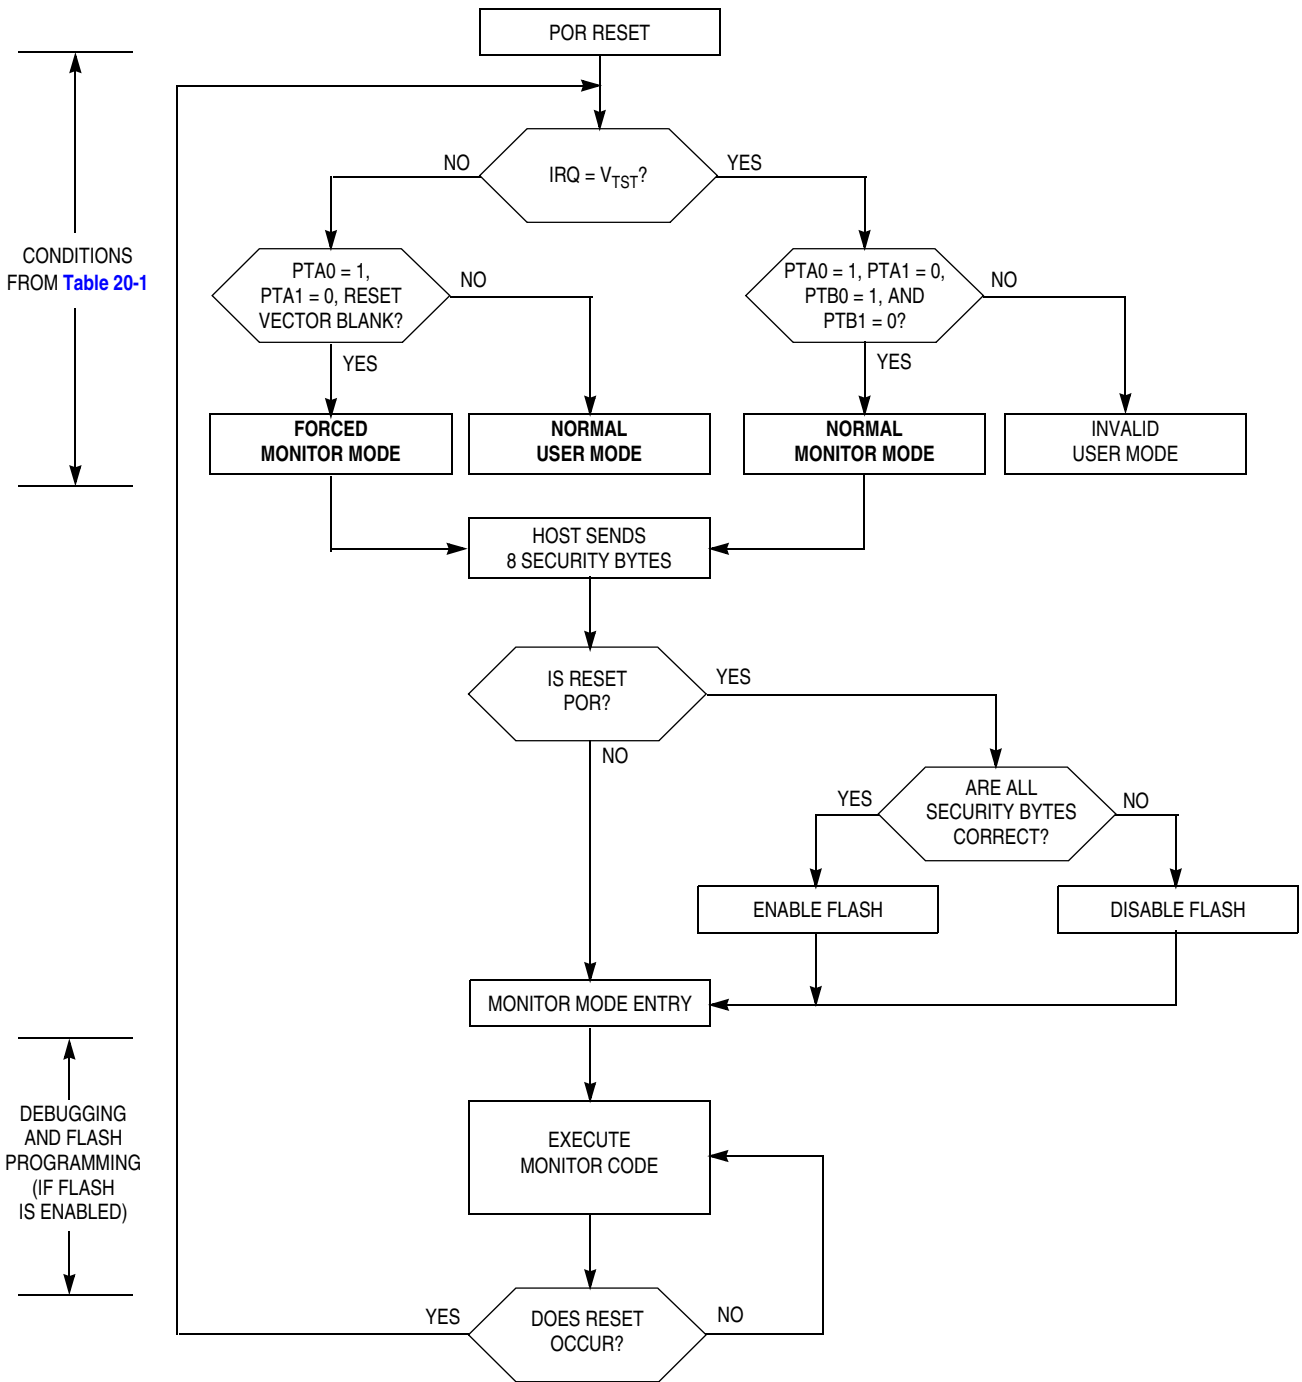 POR RESET
NO
IRQ = VTST?
YES
CONDITIONS
FROM Table 20-1
PTA0 = 1,
PTA1 = 0, RESET
VECTOR BLANK?
NO
YES
PTA0 = 1, PTA1 = 0,
PTB0 = 1, AND
PTB1 = 0?
NO
YES
FORCED
MONITOR MODE
NORMAL
USER MODE
NORMAL
MONITOR MODE
INVALID
USER MODE
HOST SENDS
8 SECURITY BYTES
IS RESET
POR?
YES
NO
YES
ARE ALL
SECURITY BYTES
CORRECT?
NO
ENABLE FLASH
DISABLE FLASH
MONITOR MODE ENTRY
DEBUGGING
AND FLASH
PROGRAMMING
(IF FLASH
IS ENABLED)
EXECUTE
MONITOR CODE
YES
DOES RESET
OCCUR?
NO